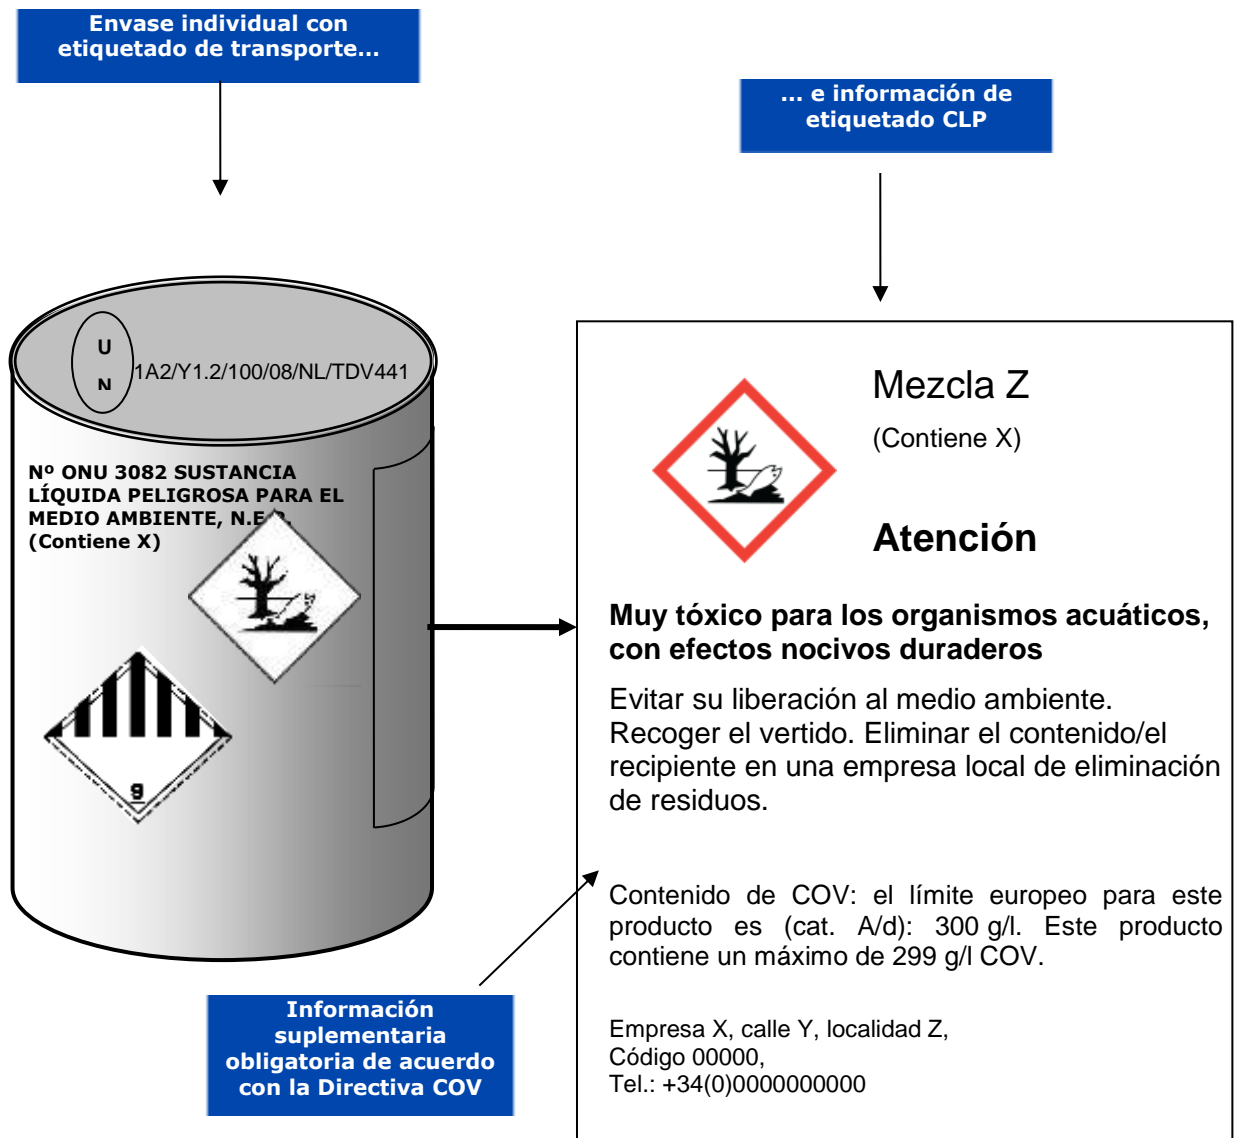 Envase individual con
etiquetado de transporte...
... e información de
etiquetado CLP
U
N
1A2/Y1.2/100/08/NL/TDV441
Nº ONU 3082 SUSTANCIA
LÍQUIDA PELIGROSA PARA EL
MEDIO AMBIENTE, N.E.P.
(Contiene X)
9
Mezcla Z
(Contiene X)
Atención
Muy tóxico para los organismos acuáticos,
con efectos nocivos duraderos
Evitar su liberación al medio ambiente.
Recoger el vertido. Eliminar el contenido/el
recipiente en una empresa local de eliminación
de residuos.
Contenido de COV: el límite europeo para este
producto es (cat. A/d): 300 g/l. Este producto
contiene un máximo de 299 g/l COV.
Empresa X, calle Y, localidad Z,
Código 00000,
Tel.: +34(0)0000000000
Información
suplementaria
obligatoria de acuerdo
con la Directiva COV